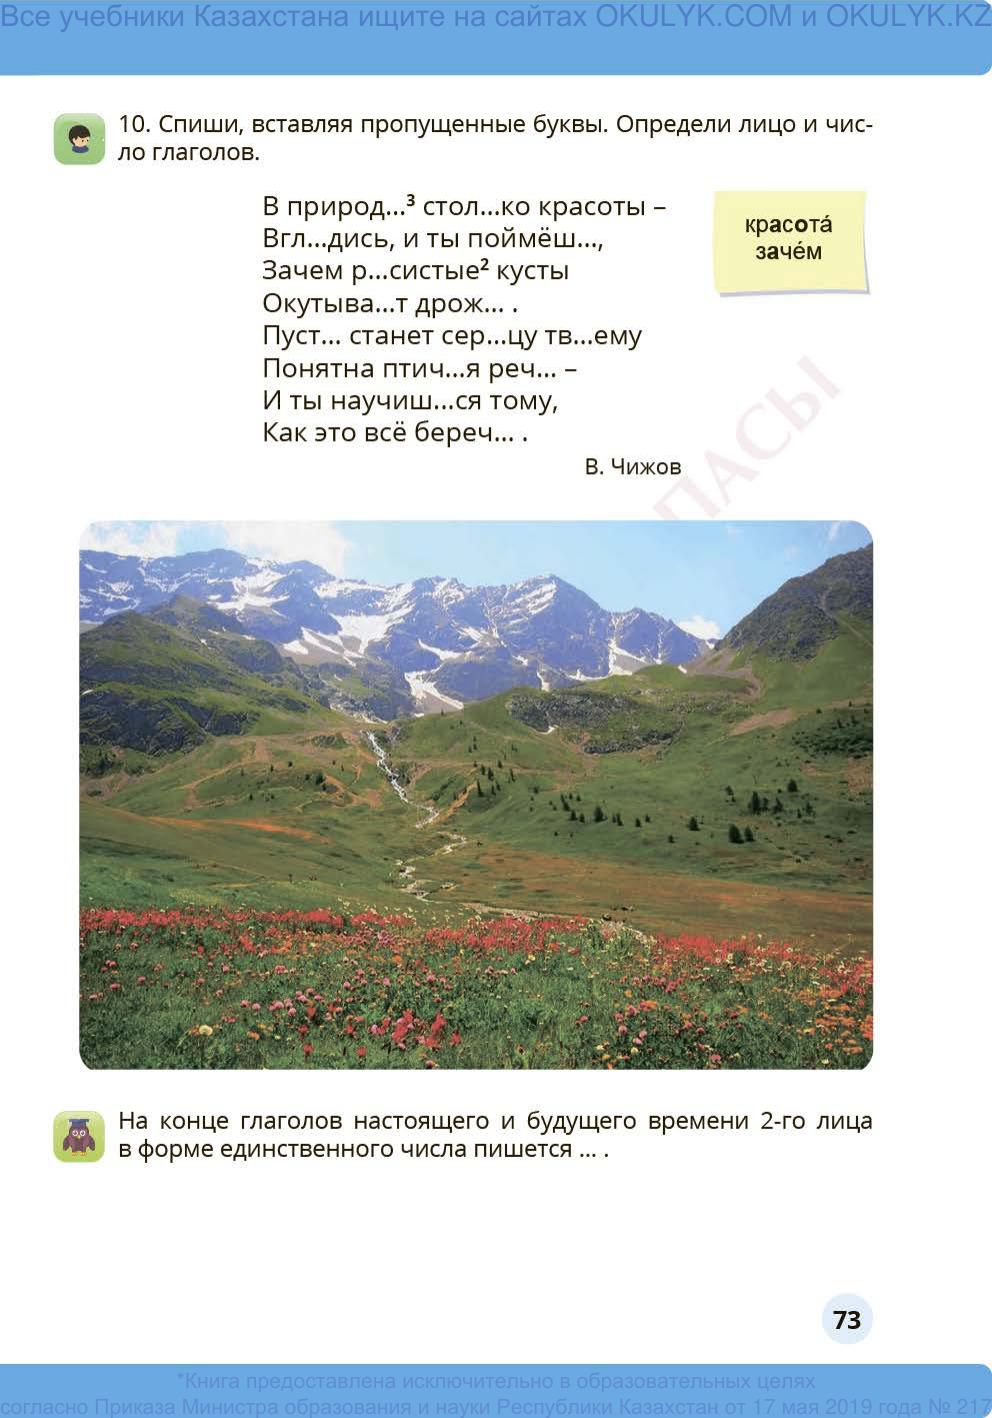 Все учебники Казахстана ищите на сайтах OKULYK.COM и OKULYK.KZ
10. Спиши, вставляя пропущенные буквы. Определи лицо и чис-
ло глаголов.
В природ...³ стол...ко красоты –
Вгл...дись, и ты поймёш...,
Зачем р...систые² кусты
Окутыва...т дрож... .
Пуст... станет сер...цу тв...ему
Понятна птич...я реч... –
И ты научиш...ся тому,
Как это всё береч... .
В. Чижов
красота́
заче́м
ПАСЫ
На конце глаголов настоящего и будущего времени 2-го лица
в форме единственного числа пишется ... .
73
*Книга предоставлена исключительно в образовательных целях
согласно Приказа Министра образования и науки Республики Казахстан от 17 мая 2019 года № 217